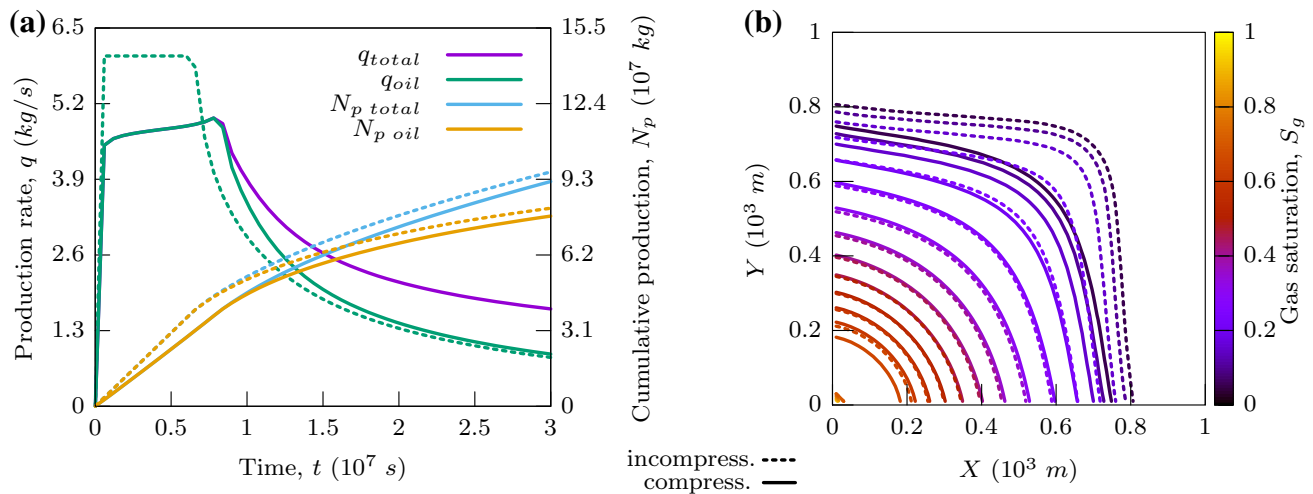 (a)
6.5
5.2
3.9
2.6
1.3
0
Production rate, q (kg/s)
15.5
12.4
9.3
6.2
3.1
0
Cumulative production, N_p (10^7 kg)
q_total
q_oil
N_p total
N_p oil
0 0.5 1 1.5 2 2.5 3
Time, t (10^7 s)
(b)
1
0.8
0.6
0.4
0.2
0
Y (10^3 m)
0 0.2 0.4 0.6 0.8 1
X (10^3 m)
1
0.8
0.6
0.4
0.2
0
Gas saturation, S_g
incompress.
compress.